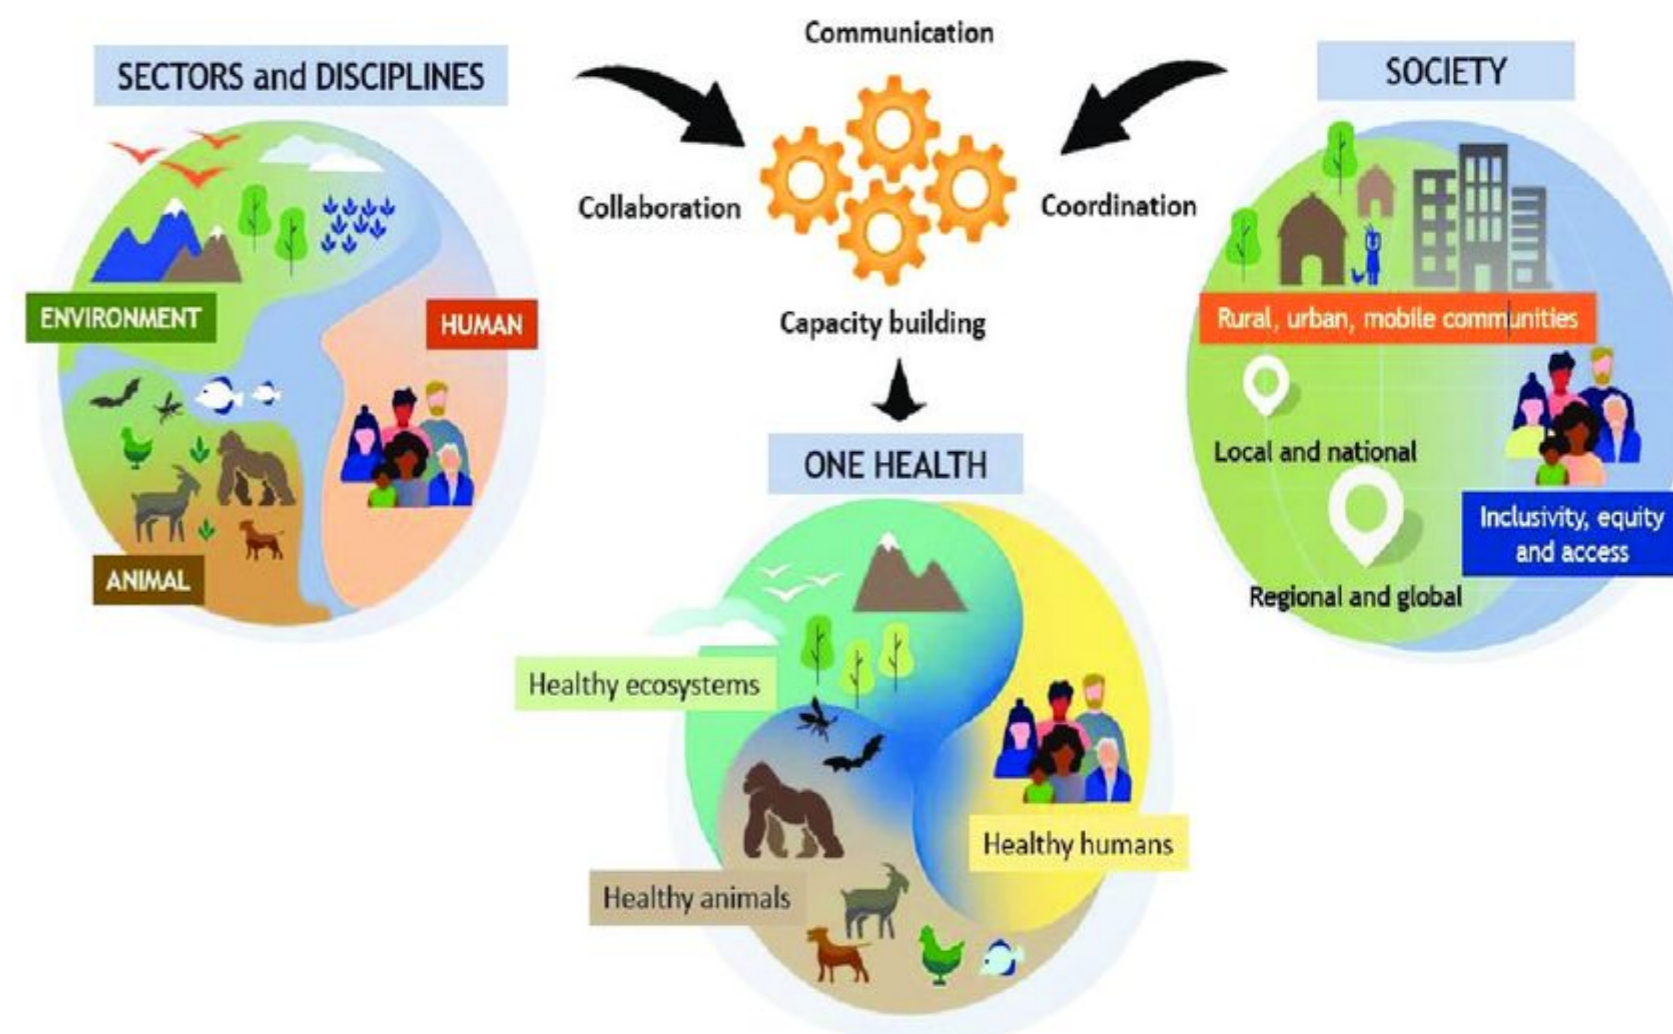 SECTORS and DISCIPLINES
ENVIRONMENT
HUMAN
ANIMAL
Communication
Collaboration
Coordination
Capacity building
SOCIETY
Rural, urban, mobile communities
Local and national
Inclusivity, equity
and access
Regional and global
ONE HEALTH
Healthy ecosystems
Healthy humans
Healthy animals